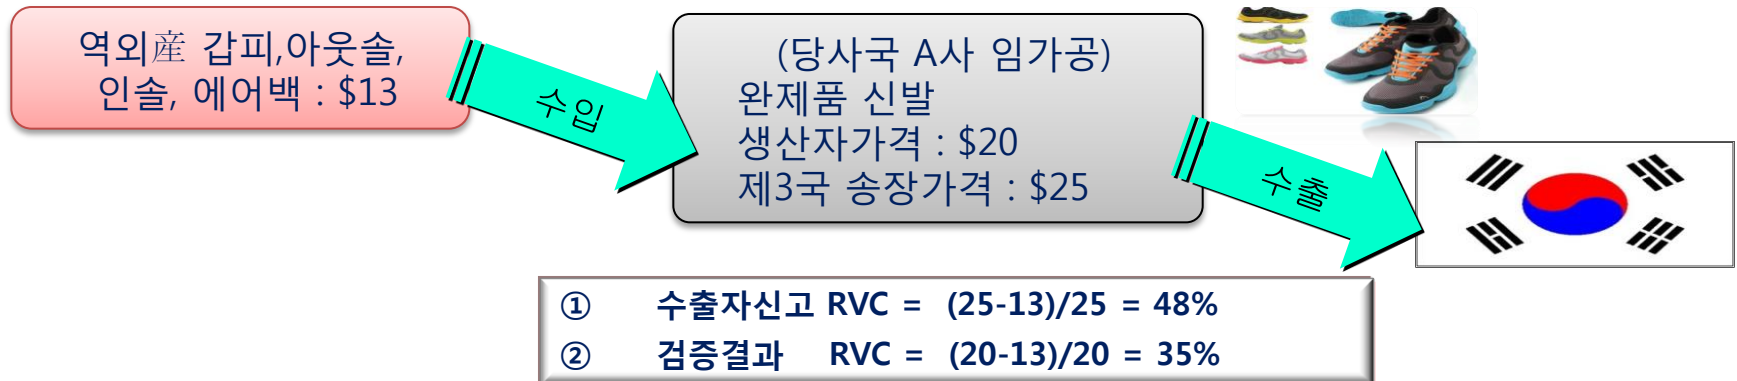 역외産 갑피,아웃솔,
인솔, 에어백 : $13
수입
(당사국 A사 임가공)
완제품 신발
생산자가격 : $20
제3국 송장가격 : $25
수출
① 수출자신고 RVC = (25-13)/25 = 48%
② 검증결과 RVC = (20-13)/20 = 35%